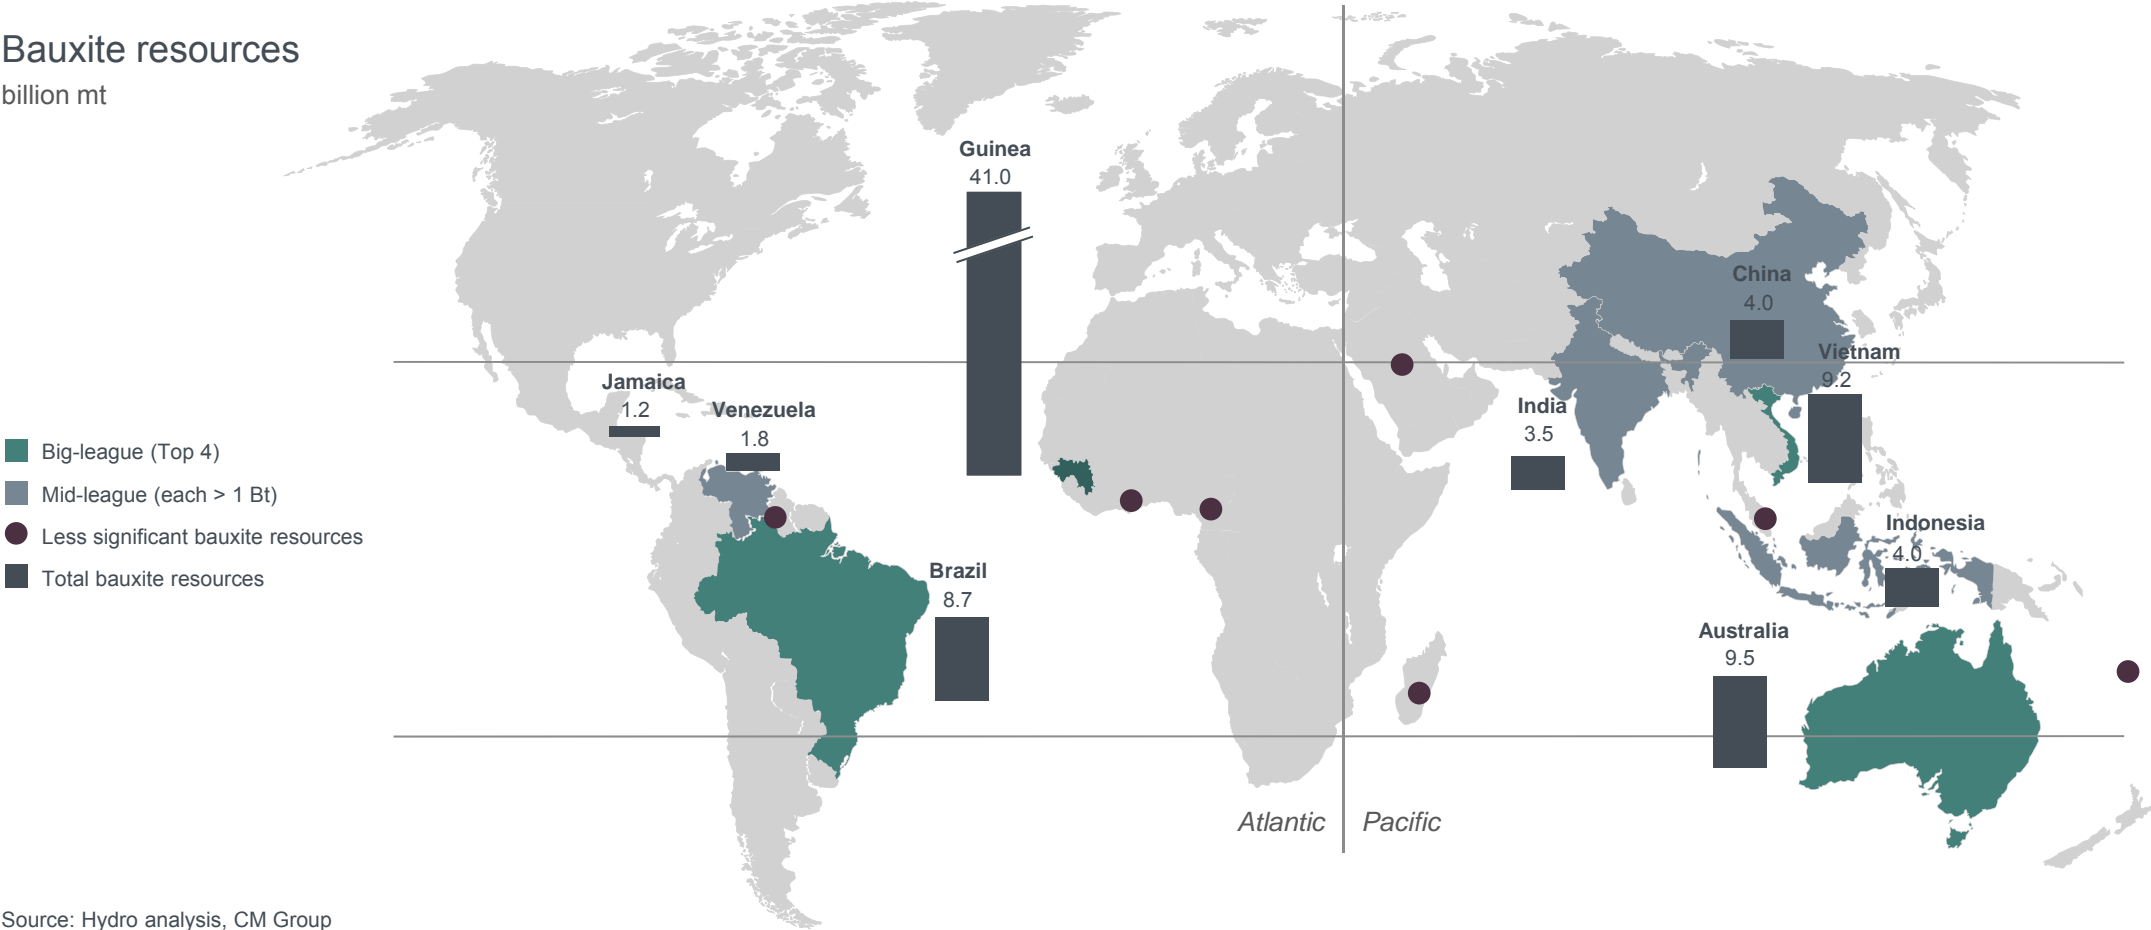 Bauxite resources
billion mt
Guinea
41.0
China
4.0
Vietnam
9.2
Jamaica
1.2
Venezuela
1.8
India
3.5
Big-league (Top 4)
Mid-league (each > 1 Bt)
Less significant bauxite resources
Total bauxite resources
Indonesia
4.0
Brazil
8.7
Australia
9.5
Atlantic
Pacific
Source: Hydro analysis, CM Group